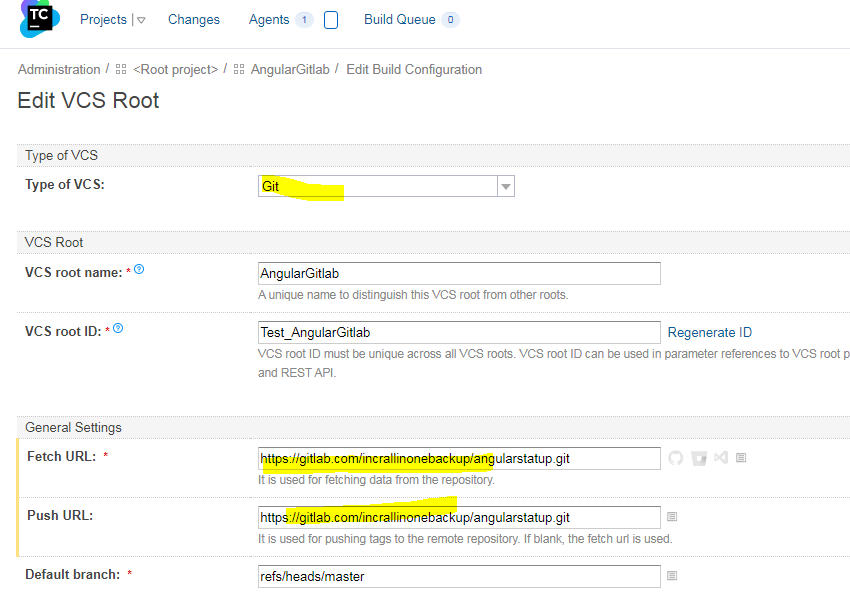 TC
Projects Changes Agents 1 Build Queue 0
Administration / <Root project> / AngularGitlab / Edit Build Configuration
Edit VCS Root
Type of VCS
Type of VCS: Git
VCS Root
VCS root name: * ? AngularGitlab
A unique name to distinguish this VCS root from other roots.
VCS root ID: * ? Test_AngularGitlab Regenerate ID
VCS root ID must be unique across all VCS roots. VCS root ID can be used in parameter references to VCS root p
and REST API.
General Settings
Fetch URL: * https://gitlab.com/incrallinonebackup/angularstatup.git
It is used for fetching data from the repository.
Push URL: https://gitlab.com/incrallinonebackup/angularstatup.git
It is used for pushing tags to the remote repository. If blank, the fetch url is used.
Default branch: * refs/heads/master